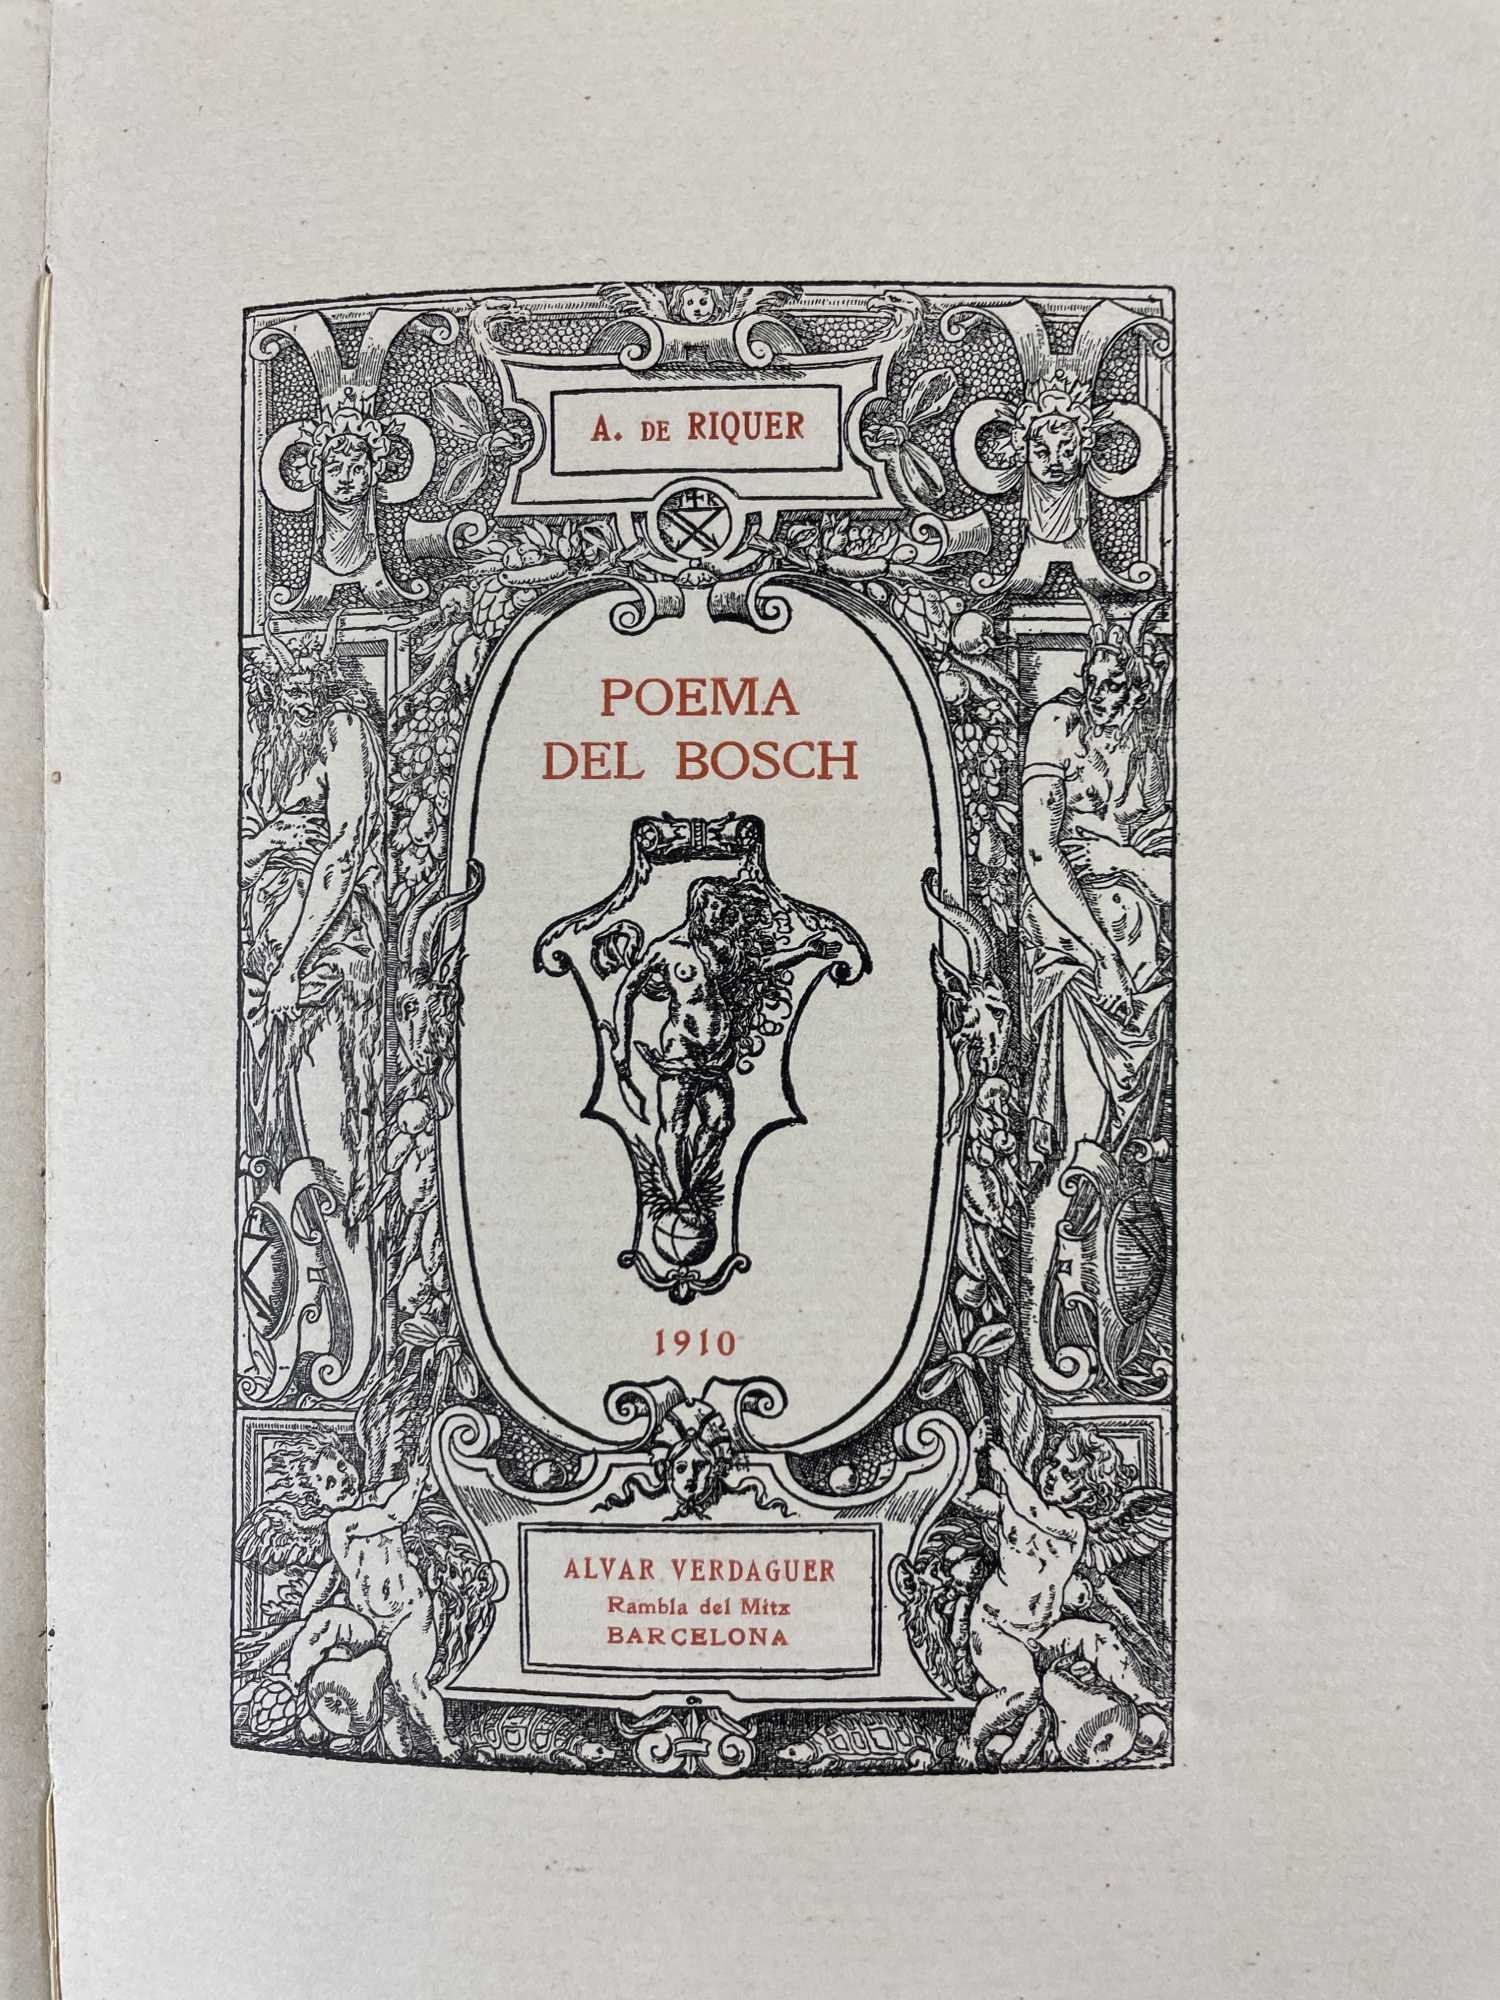 A. DE RIQUER
POEMA
DEL BOSCH
1910
ALVAR VERDAGUER
Rambla del Mitx
BARCELONA